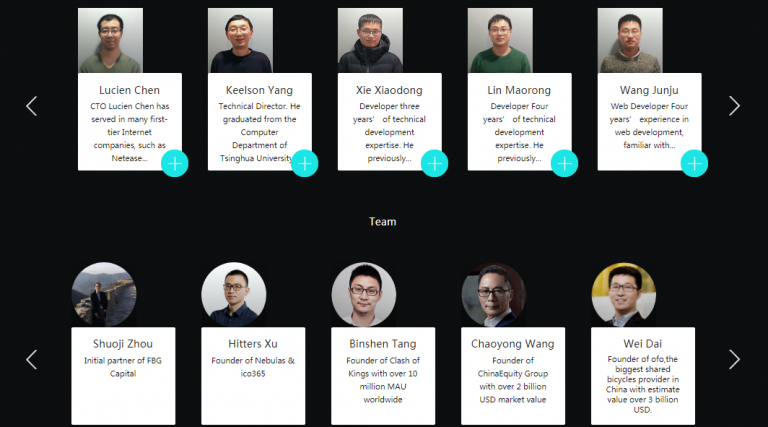 Lucien Chen
CTO Lucien Chen has
served in many first-
tier Internet
companies, such as
Netease...
Keelson Yang
Technical Director. He
graduated from the
Computer
Department of
Tsinghua University
Xie Xiaodong
Developer three
years’ of technical
development
expertise. He
previously...
Lin Maorong
Developer Four
years’ of technical
development
expertise. He
previously...
Wang Junju
Web Developer Four
years’ experience in
web development,
familiar with...
Team
Shuoji Zhou
Initial partner of FBG
Capital
Hitters Xu
Founder of Nebulas &
ico365
Binshen Tang
Founder of Clash of
Kings with over 10
million MAU
worldwide
Chaoyong Wang
Founder of
ChinaEquity Group
with over 2 billion
USD market value
Wei Dai
Founder of ofo,the
biggest shared
bicycles provider in
China with estimate
value over 3 billion
USD.